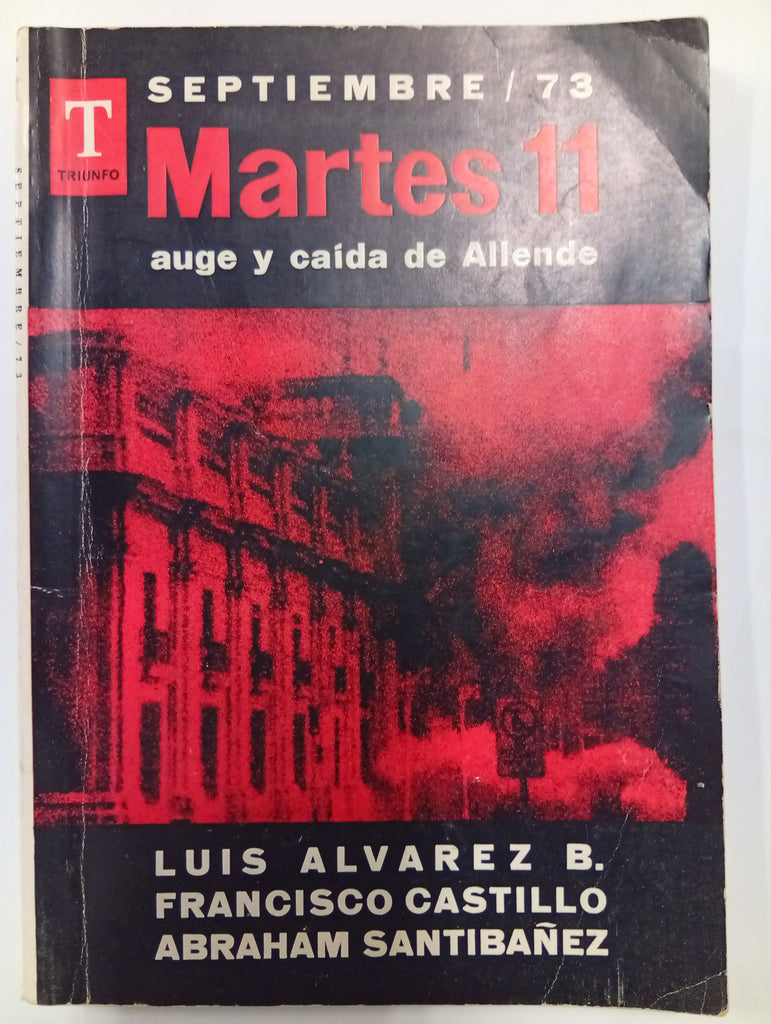 SEPTIEMBRE / 73
T
TRIUNFO
Martes 11
auge y caída de Allende
SEPTIEMBRE/73
LUIS ALVAREZ B.
FRANCISCO CASTILLO
ABRAHAM SANTIBAÑEZ